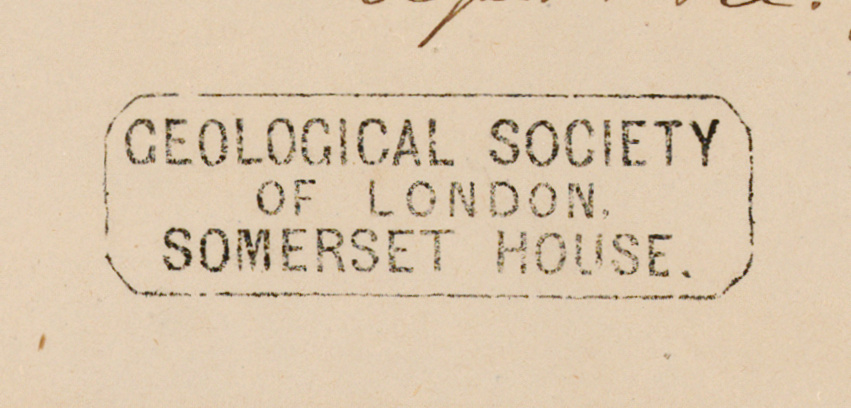 GEOLOGICAL SOCIETY
OF LONDON.
SOMERSET HOUSE.